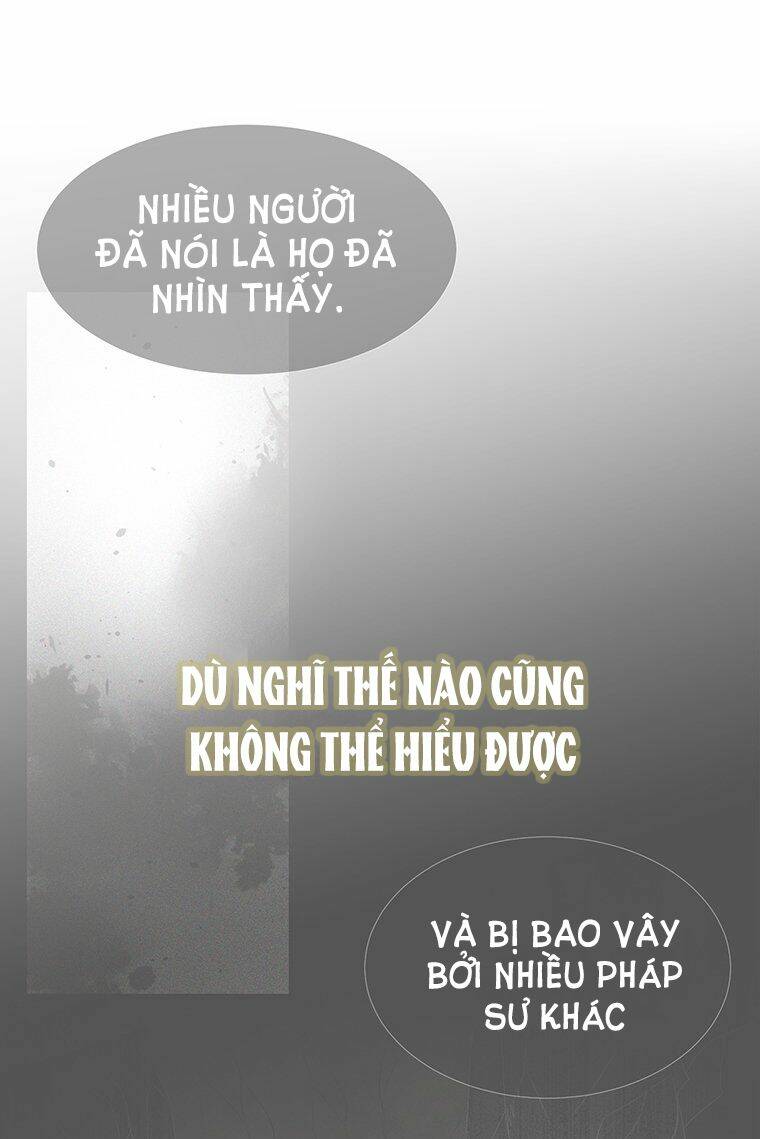 NHIỀU NGƯỜI
ĐÃ NÓI LÀ HỌ ĐÃ
NHÌN THẤY.
DÙ NGHĨ THẾ NÀO CŨNG
KHÔNG THỂ HIỂU ĐƯỢC
VÀ BỊ BAO VÂY
BỞI NHIỀU PHÁP
SƯ KHÁC